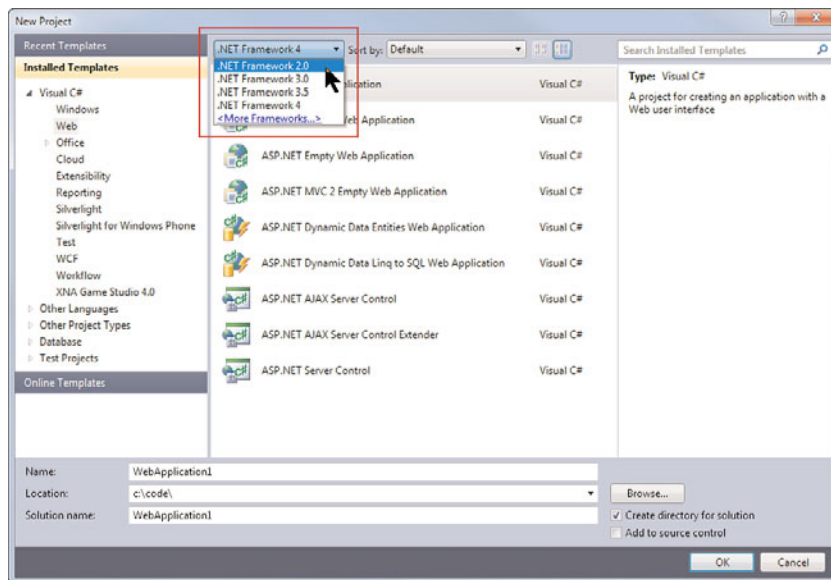 New Project
Recent Templates
.NET Framework 4
Sort by: Default
Search Installed Templates
Installed Templates
.NET Framework 2.0
.NET Framework 3.0
.NET Framework 3.5
.NET Framework 4
<More Frameworks...>
Visual C#
Windows
Web
Office
Cloud
Extensibility
Reporting
Silverlight
Silverlight for Windows Phone
Test
WCF
Workflow
XNA Game Studio 4.0
Other Languages
Other Project Types
Database
Test Projects
Online Templates
Visual C#
Application Visual C#
ASP.NET Empty Web Application Visual C#
ASP.NET MVC 2 Empty Web Application Visual C#
ASP.NET Dynamic Data Entities Web Application Visual C#
ASP.NET Dynamic Data Linq to SQL Web Application Visual C#
ASP.NET AJAX Server Control Visual C#
ASP.NET AJAX Server Control Extender Visual C#
ASP.NET Server Control Visual C#
Type: Visual C#
A project for creating an application with a
Web user interface
Name: WebApplication1
Location: c:\code\
Browse...
Solution name: WebApplication1
Create directory for solution
Add to source control
OK Cancel